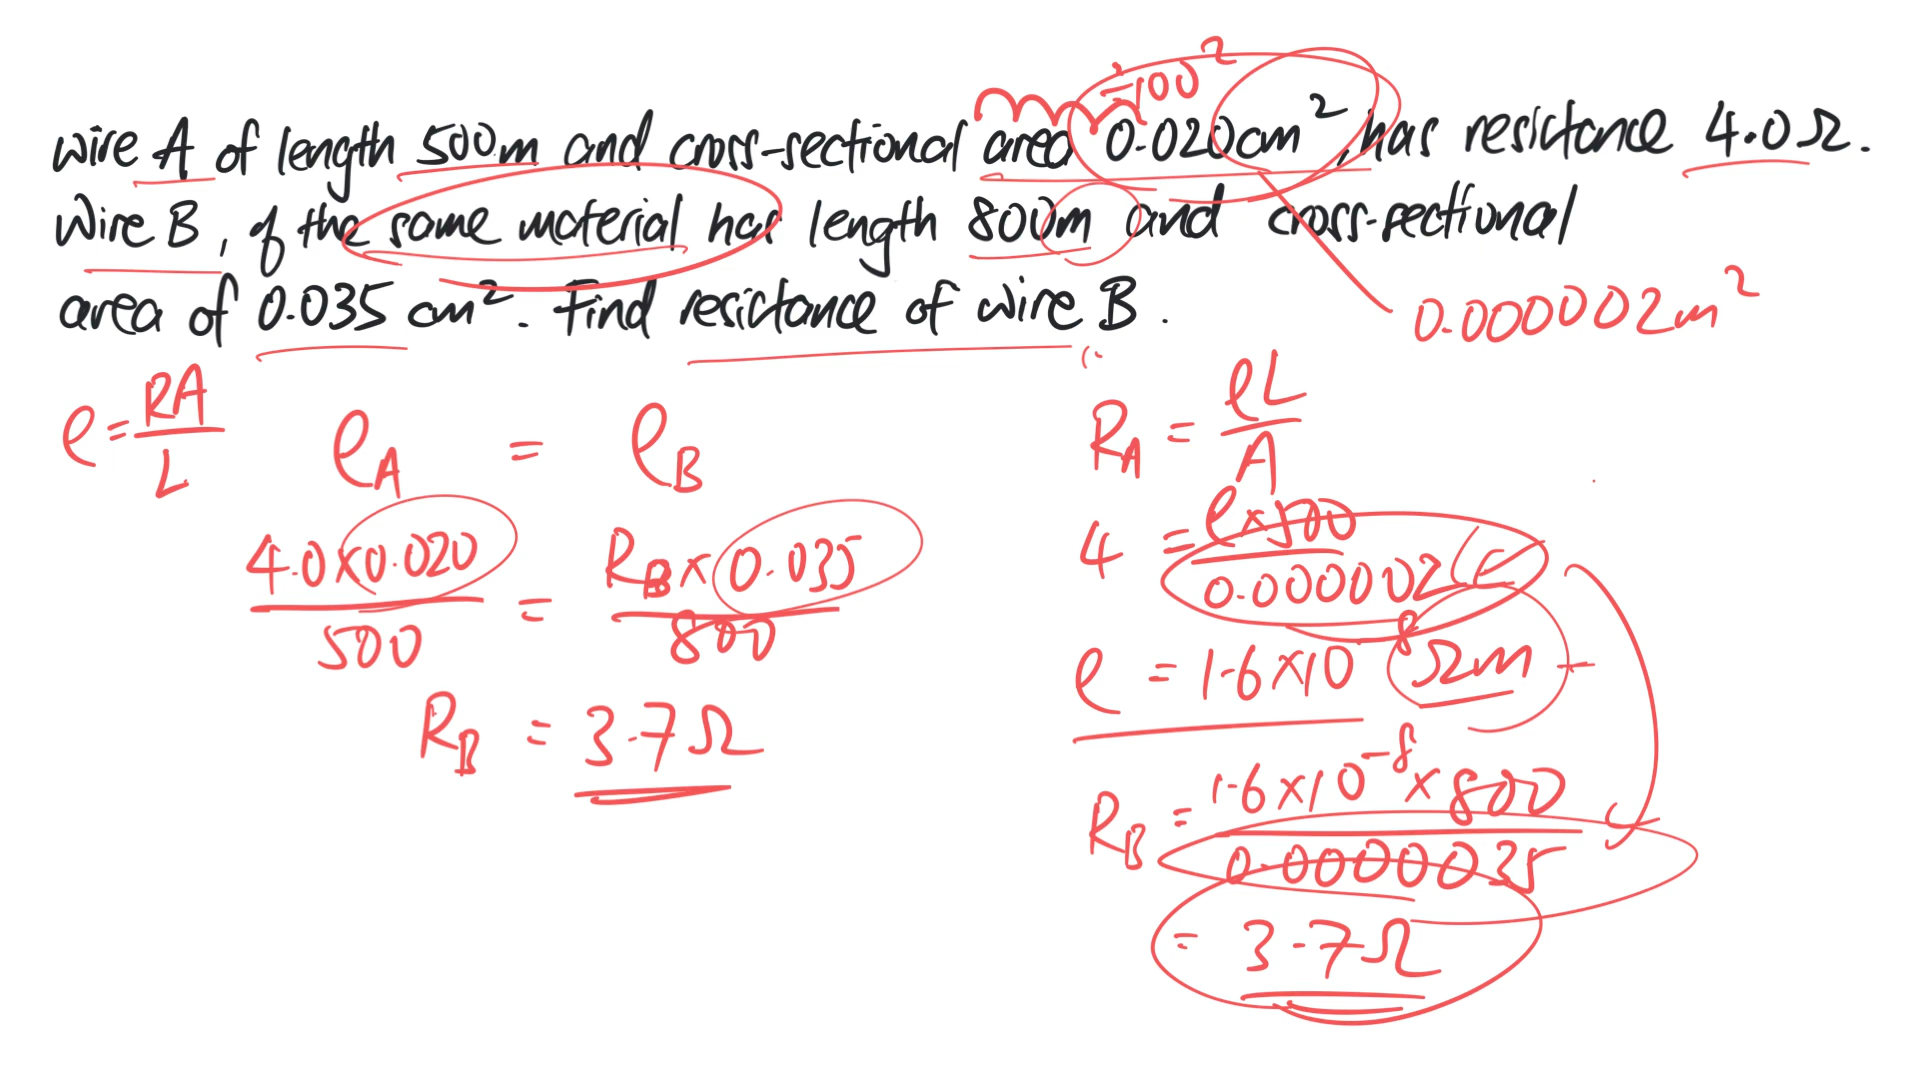 ÷100²
wire A of length 500m and cross-sectional area 0.020cm², has resistance 4.0Ω.
Wire B, of the same material has length 800m and cross-sectional
area of 0.035 cm². Find resistance of wire B.
0.000002m²
ρ = RA/L
ρA = ρB
4.0×0.020/500 = RB×0.035/800
RB = 3.7Ω
RA = ρL/A
4 = ρ×500/0.000002
ρ = 1.6×10⁻⁸ Ωm
RB = 1.6×10⁻⁸×800/0.0000035
= 3.7Ω